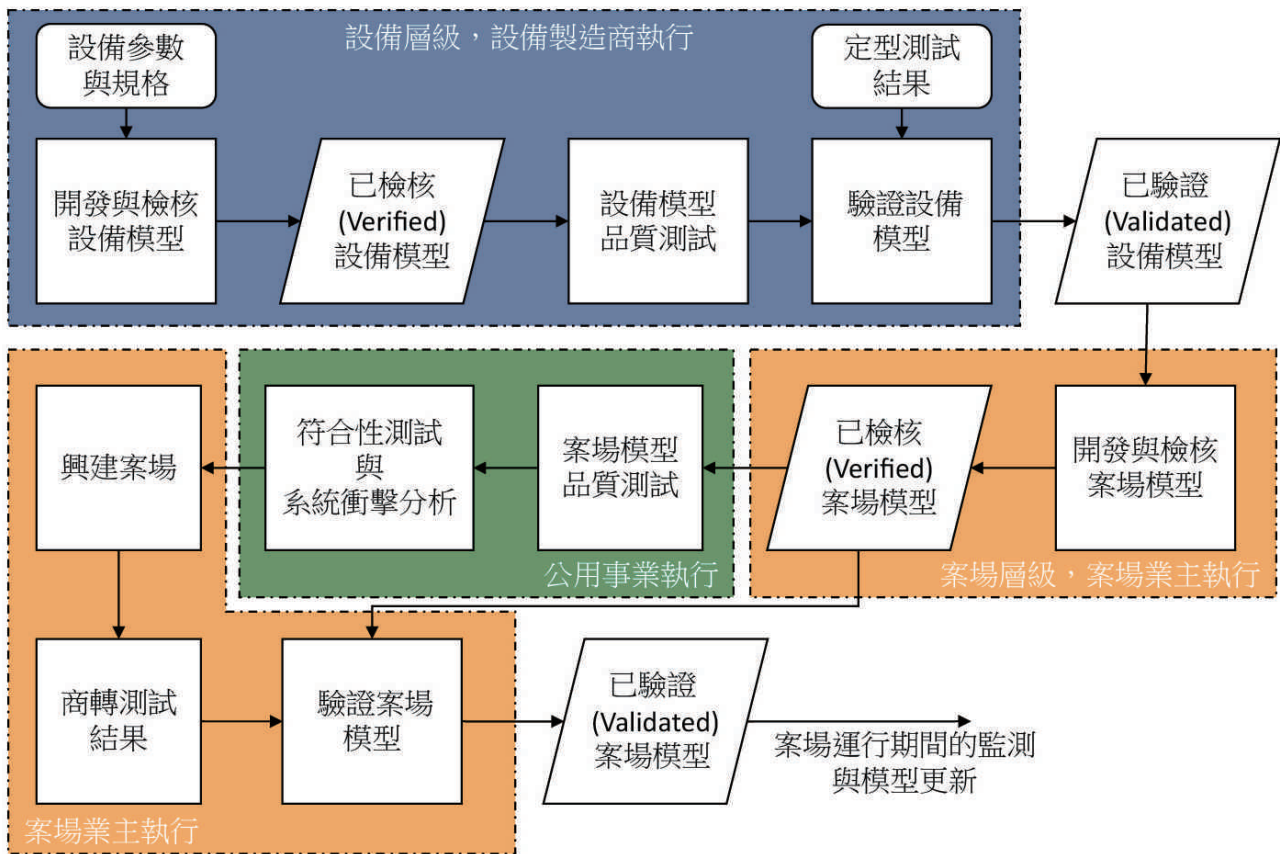 設備層級，設備製造商執行
設備參數
與規格
定型測試
結果
開發與檢核
設備模型
已檢核
(Verified)
設備模型
設備模型
品質測試
驗證設備
模型
已驗證
(Validated)
設備模型
興建案場
符合性測試
與
系統衝擊分析
案場模型
品質測試
已檢核
(Verified)
案場模型
開發與檢核
案場模型
公用事業執行
案場層級，案場業主執行
商轉測試
結果
驗證案場
模型
已驗證
(Validated)
案場模型
案場運行期間的監測
與模型更新
案場業主執行